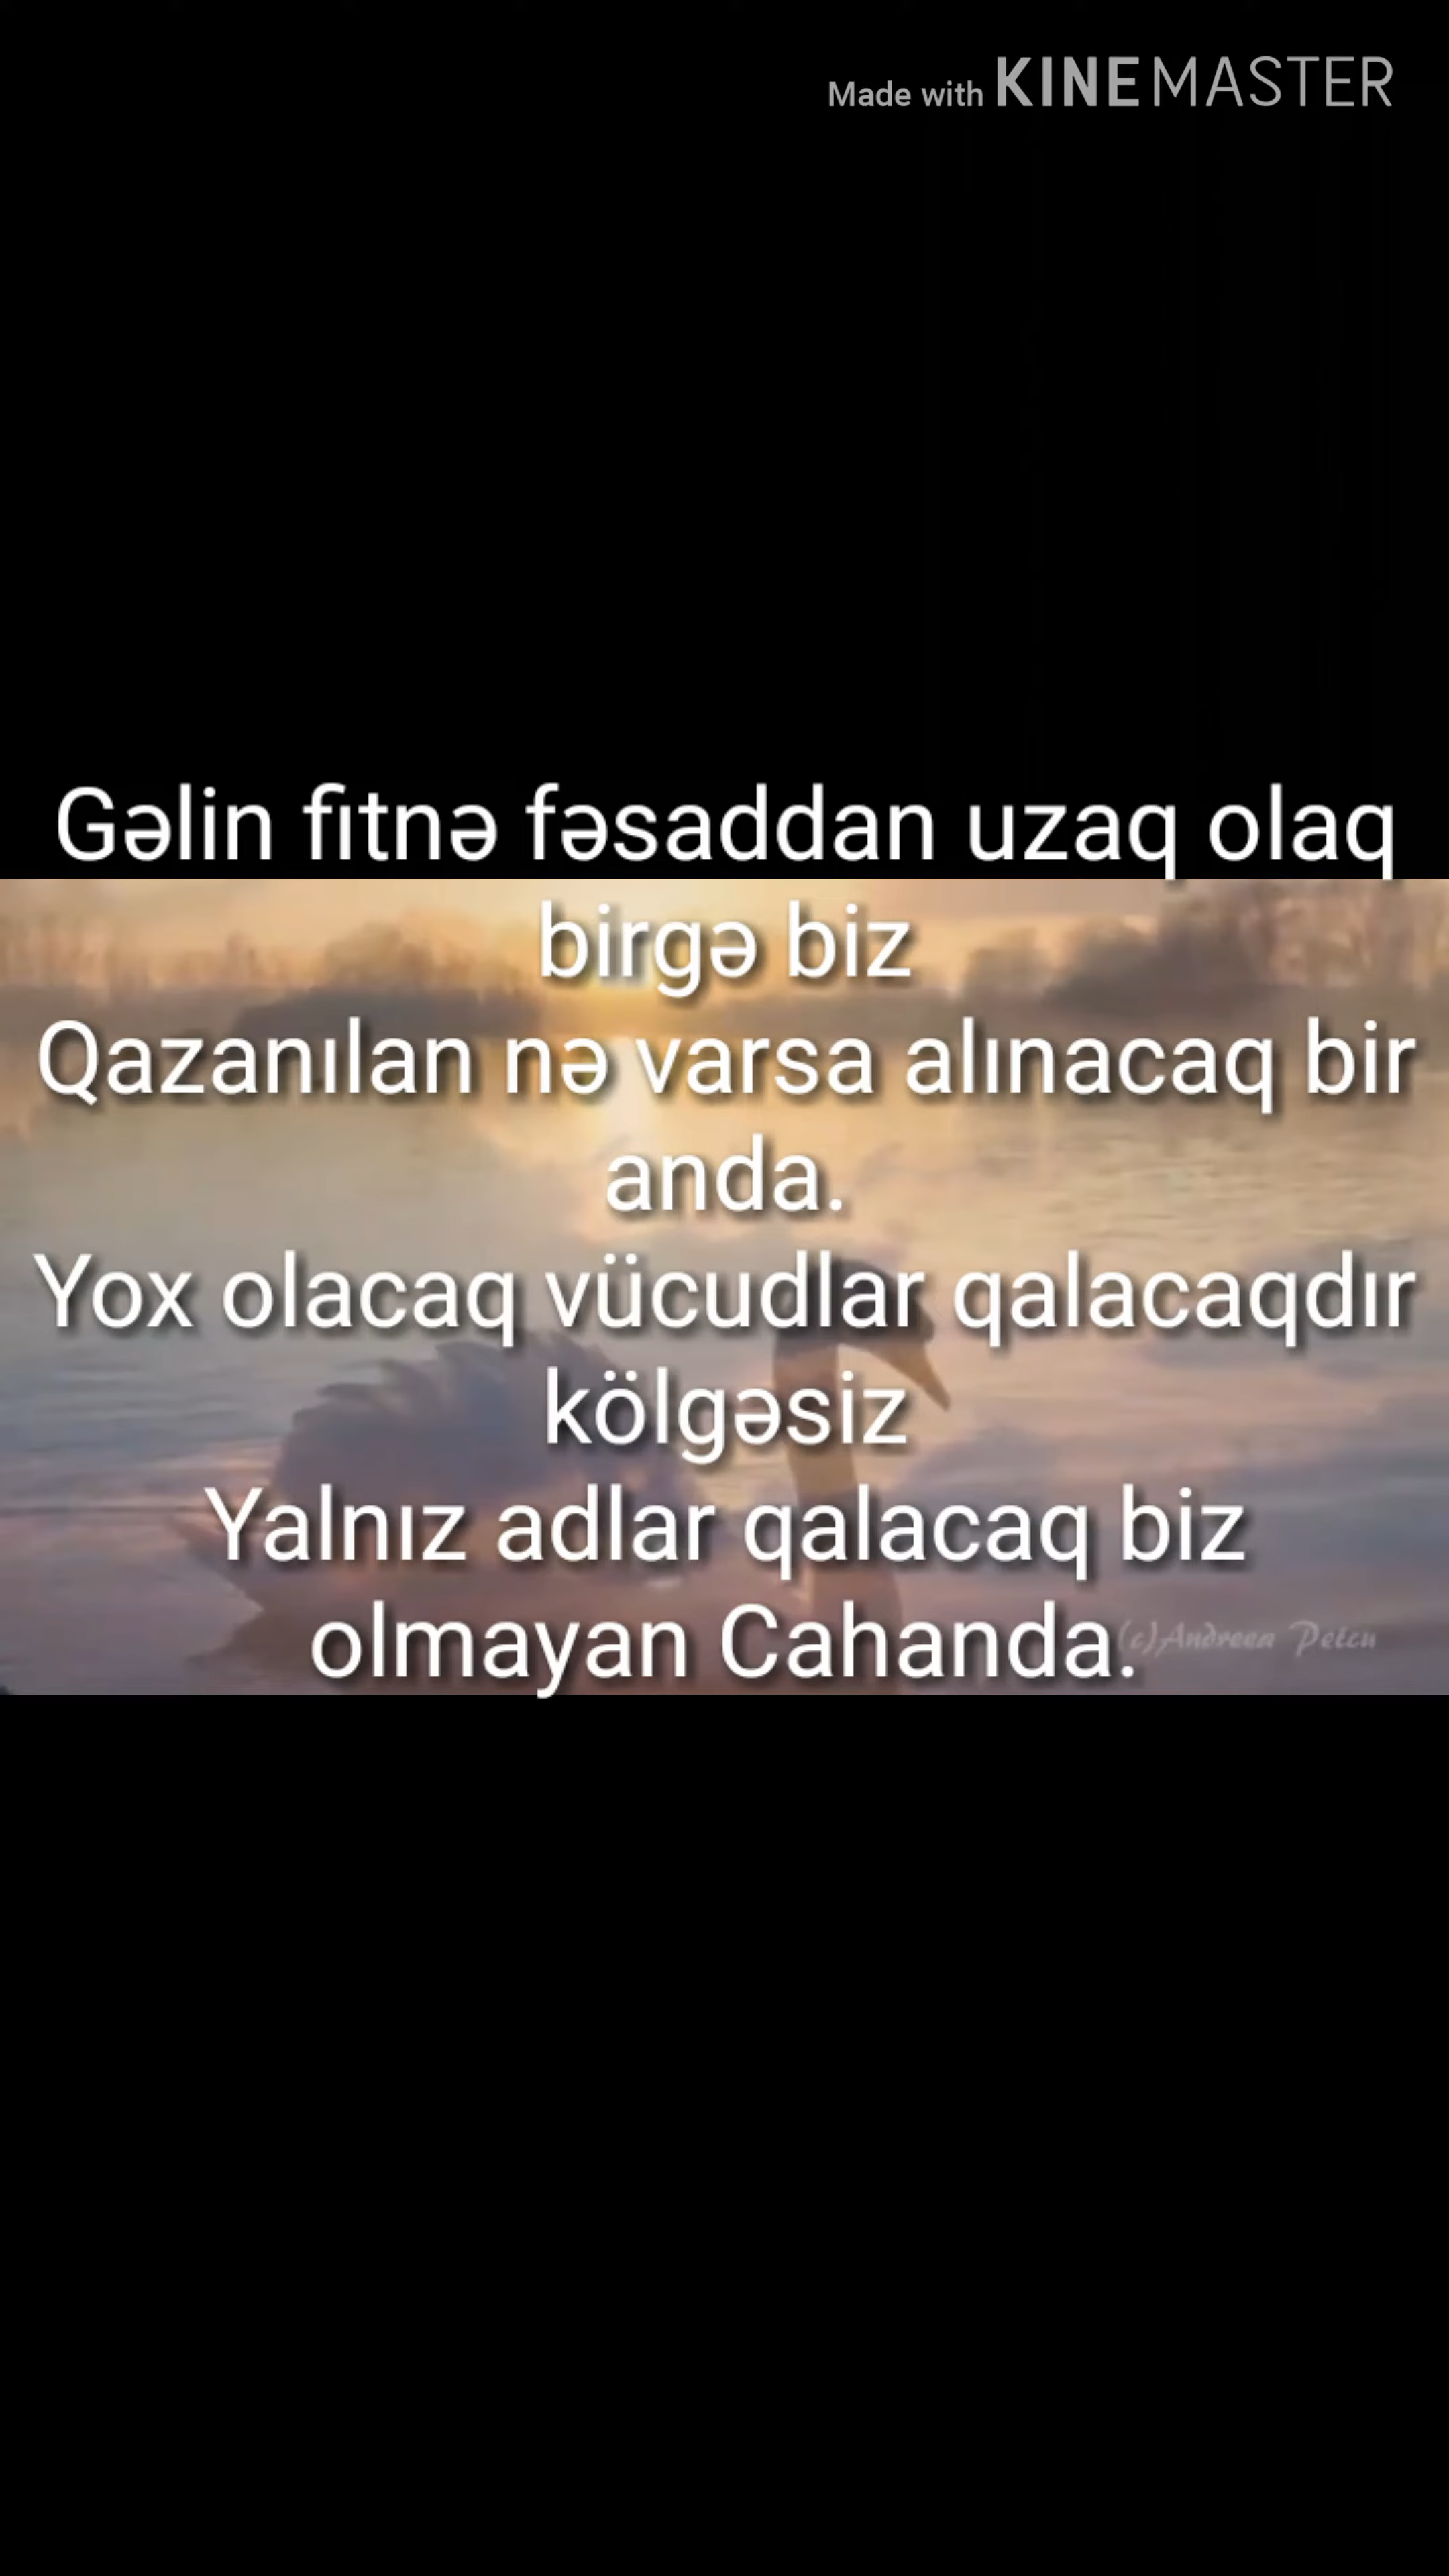 Made with KINEMASTER
Gəlin fitnə fəsaddan uzaq olaq
birgə biz
Qazanılan nə varsa alınacaq bir
anda.
Yox olacaq vücudlar qalacaqdır
kölgəsiz
Yalnız adlar qalacaq biz
olmayan Cahanda.
(c)Andreea Petcu